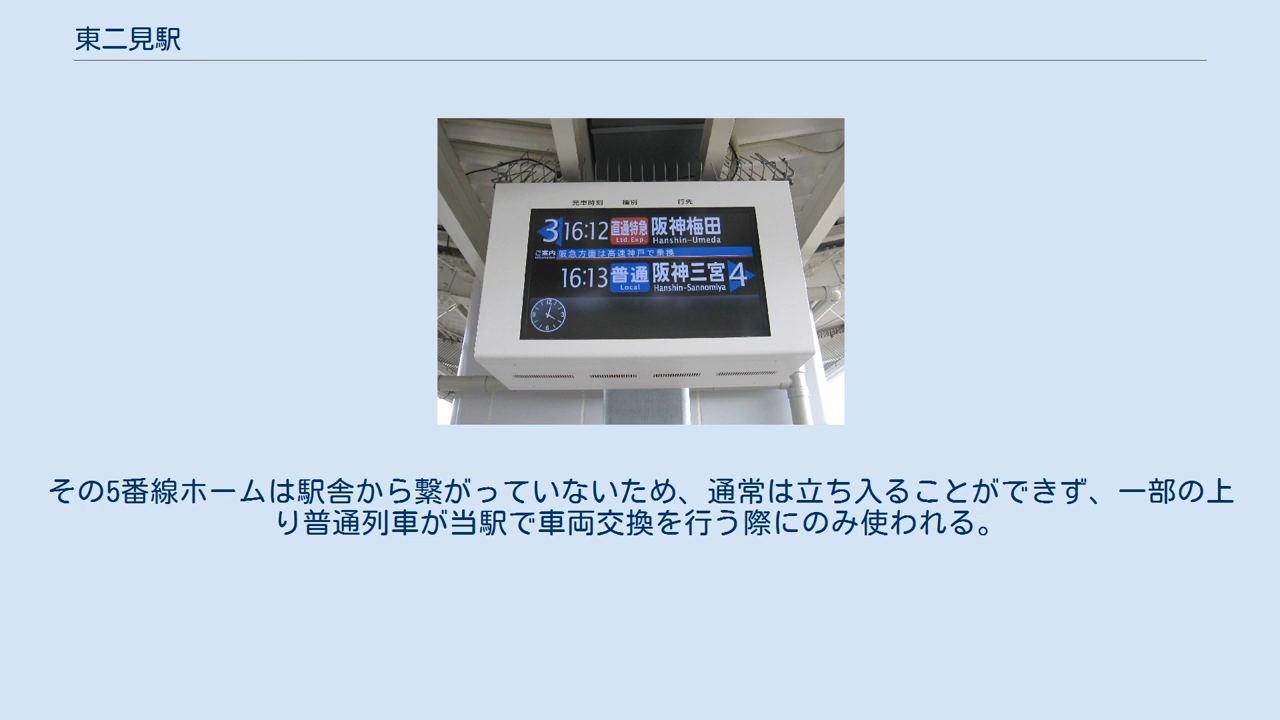 東二見駅
発車時刻 種別 行先
3 16:12 直通特急 阪神梅田
Ltd. Exp. Hanshin-Umeda
ご案内 阪急方面は高速神戸で乗換
16:13 普通 阪神三宮 4
Local Hanshin-Sannomiya
その5番線ホームは駅舎から繋がっていないため、通常は立ち入ることができず、一部の上
り普通列車が当駅で車両交換を行う際にのみ使われる。